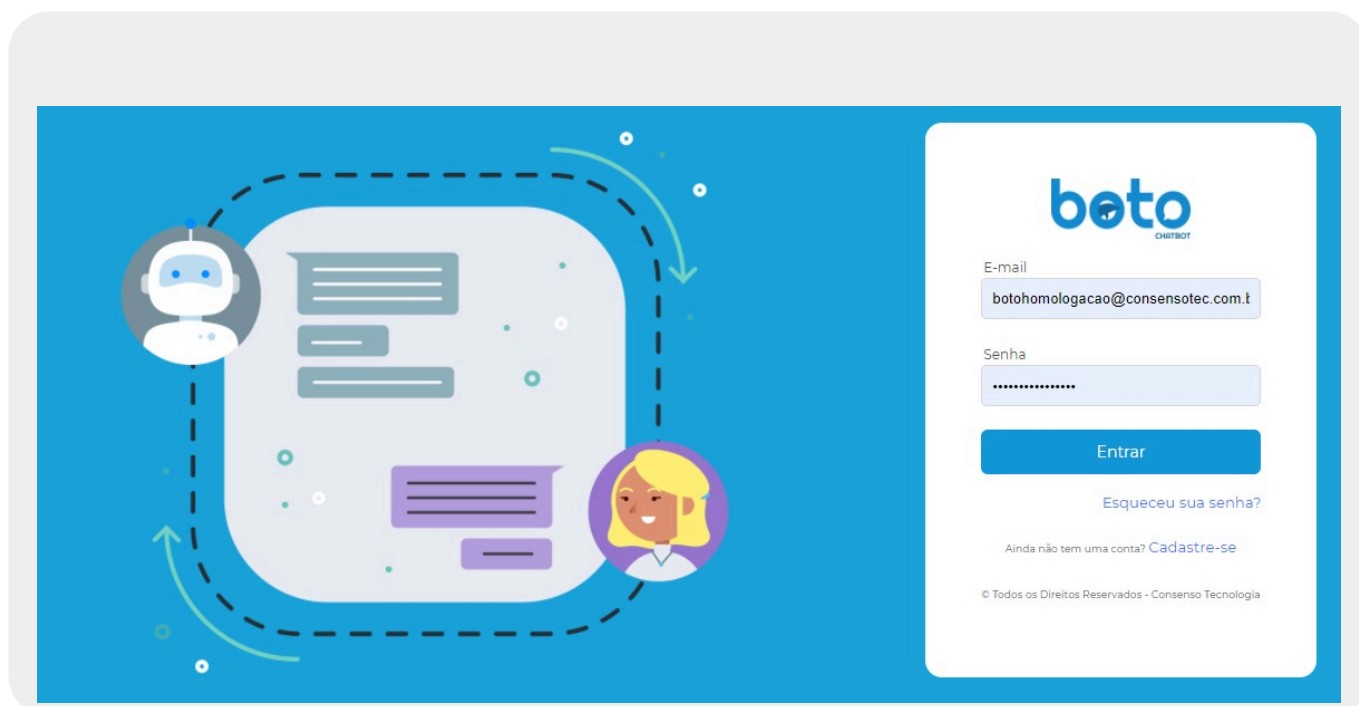 boto
CHATBOT
E-mail
botohomologacao@consensotec.com.b
Senha
••••••••••••••••
Entrar
Esqueceu sua senha?
Ainda não tem uma conta? Cadastre-se
© Todos os Direitos Reservados - Consenso Tecnologia